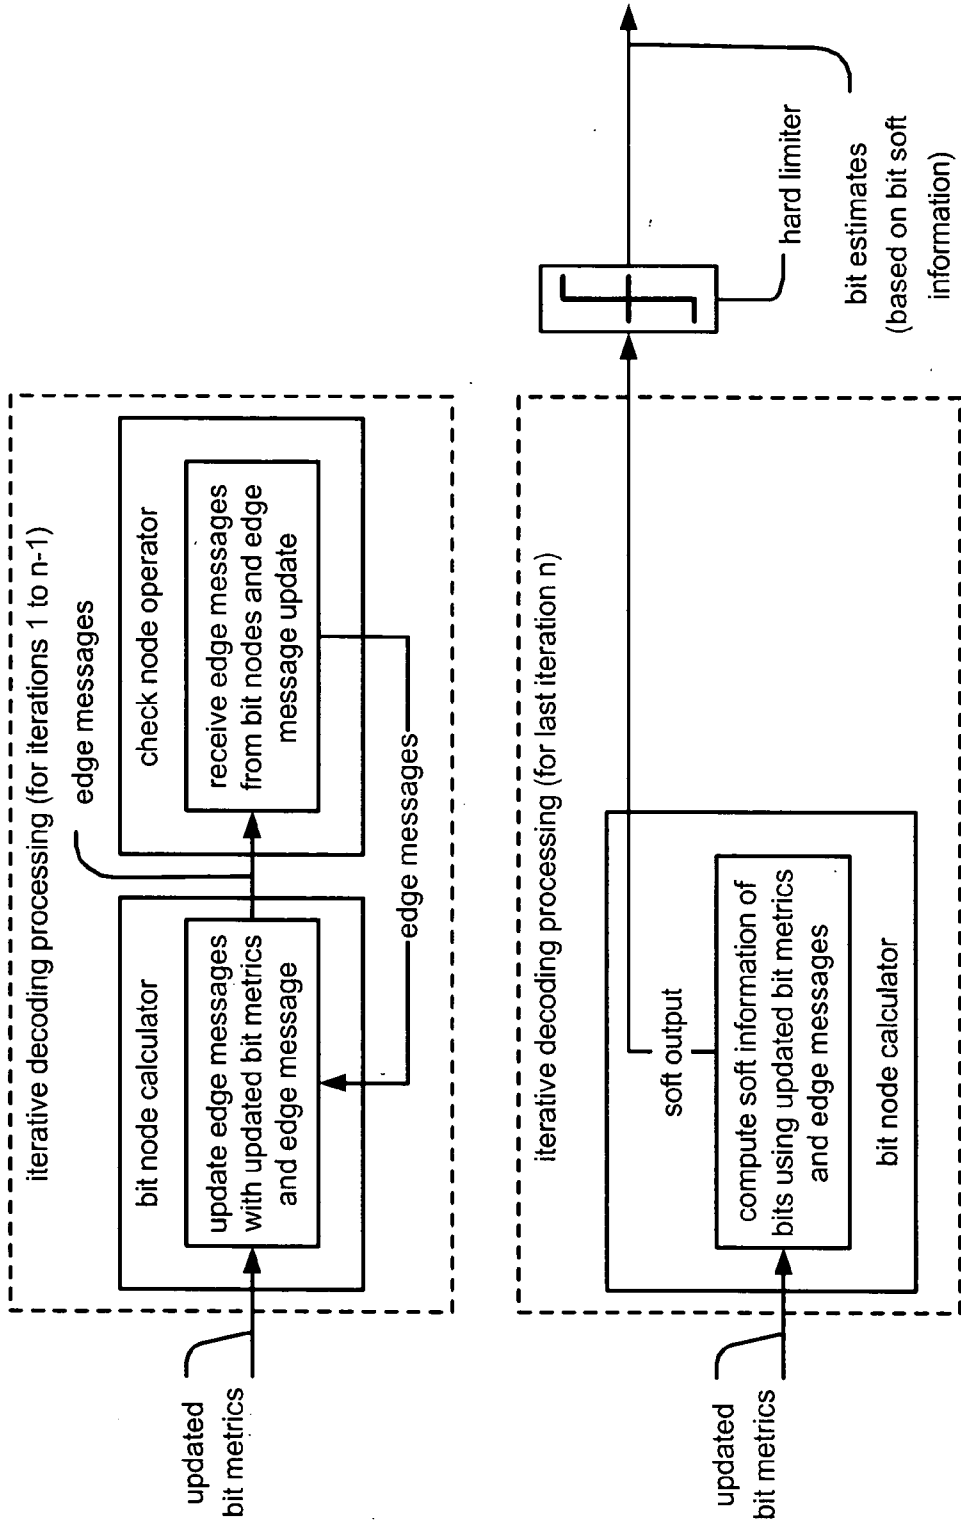 iterative decoding processing (for iterations 1 to n-1)
edge messages
bit node calculator
check node operator
update edge messages
with updated bit metrics
and edge message
receive edge messages
from bit nodes and edge
message update
edge messages
updated
bit metrics
iterative decoding processing (for last iteration n)
soft output
compute soft information of
bits using updated bit metrics
and edge messages
bit node calculator
updated
bit metrics
hard limiter
bit estimates
(based on bit soft
information)